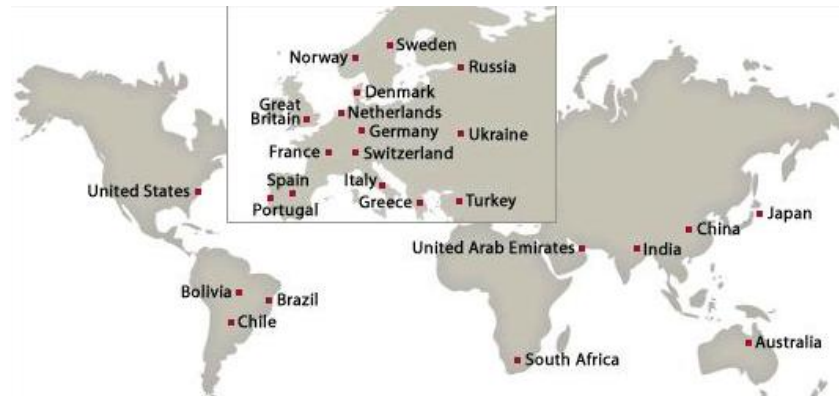 Sweden
Norway
Russia
Denmark
Great
Britain
Netherlands
Germany
Ukraine
France
Switzerland
Spain
Italy
United States
Portugal
Greece
Turkey
Japan
China
United Arab Emirates
India
Bolivia
Brazil
Chile
Australia
South Africa